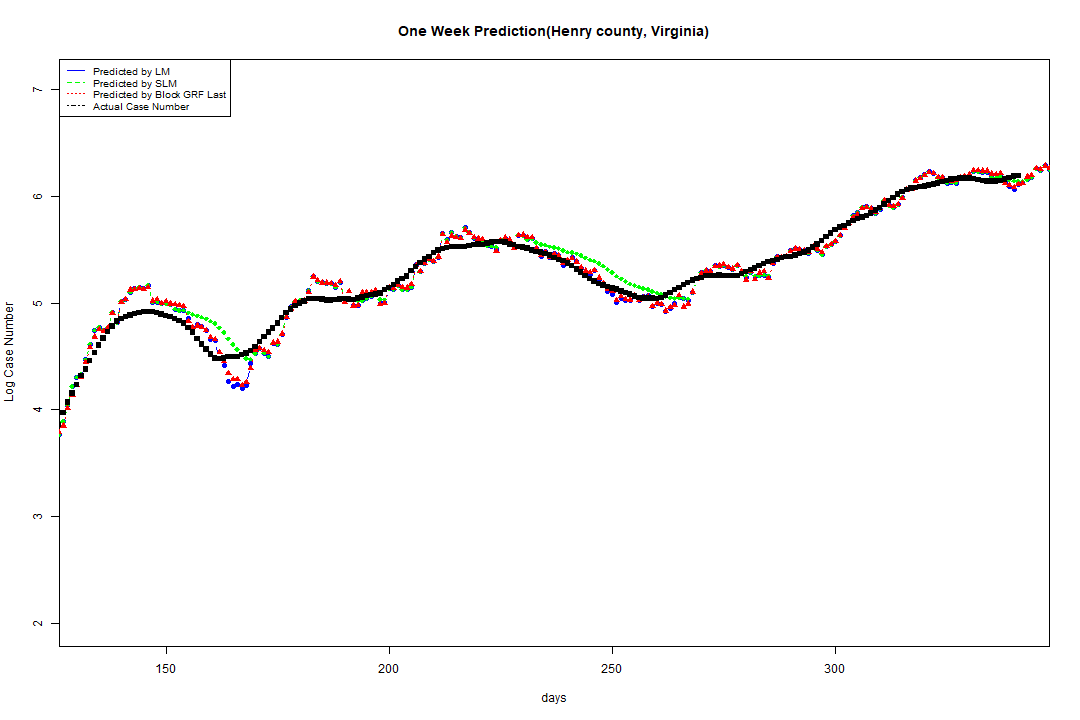 One Week Prediction(Henry county, Virginia)
Predicted by LM
Predicted by SLM
Predicted by Block GRF Last
Actual Case Number
7
6
5
4
3
2
Log Case Number
150
200
250
300
days